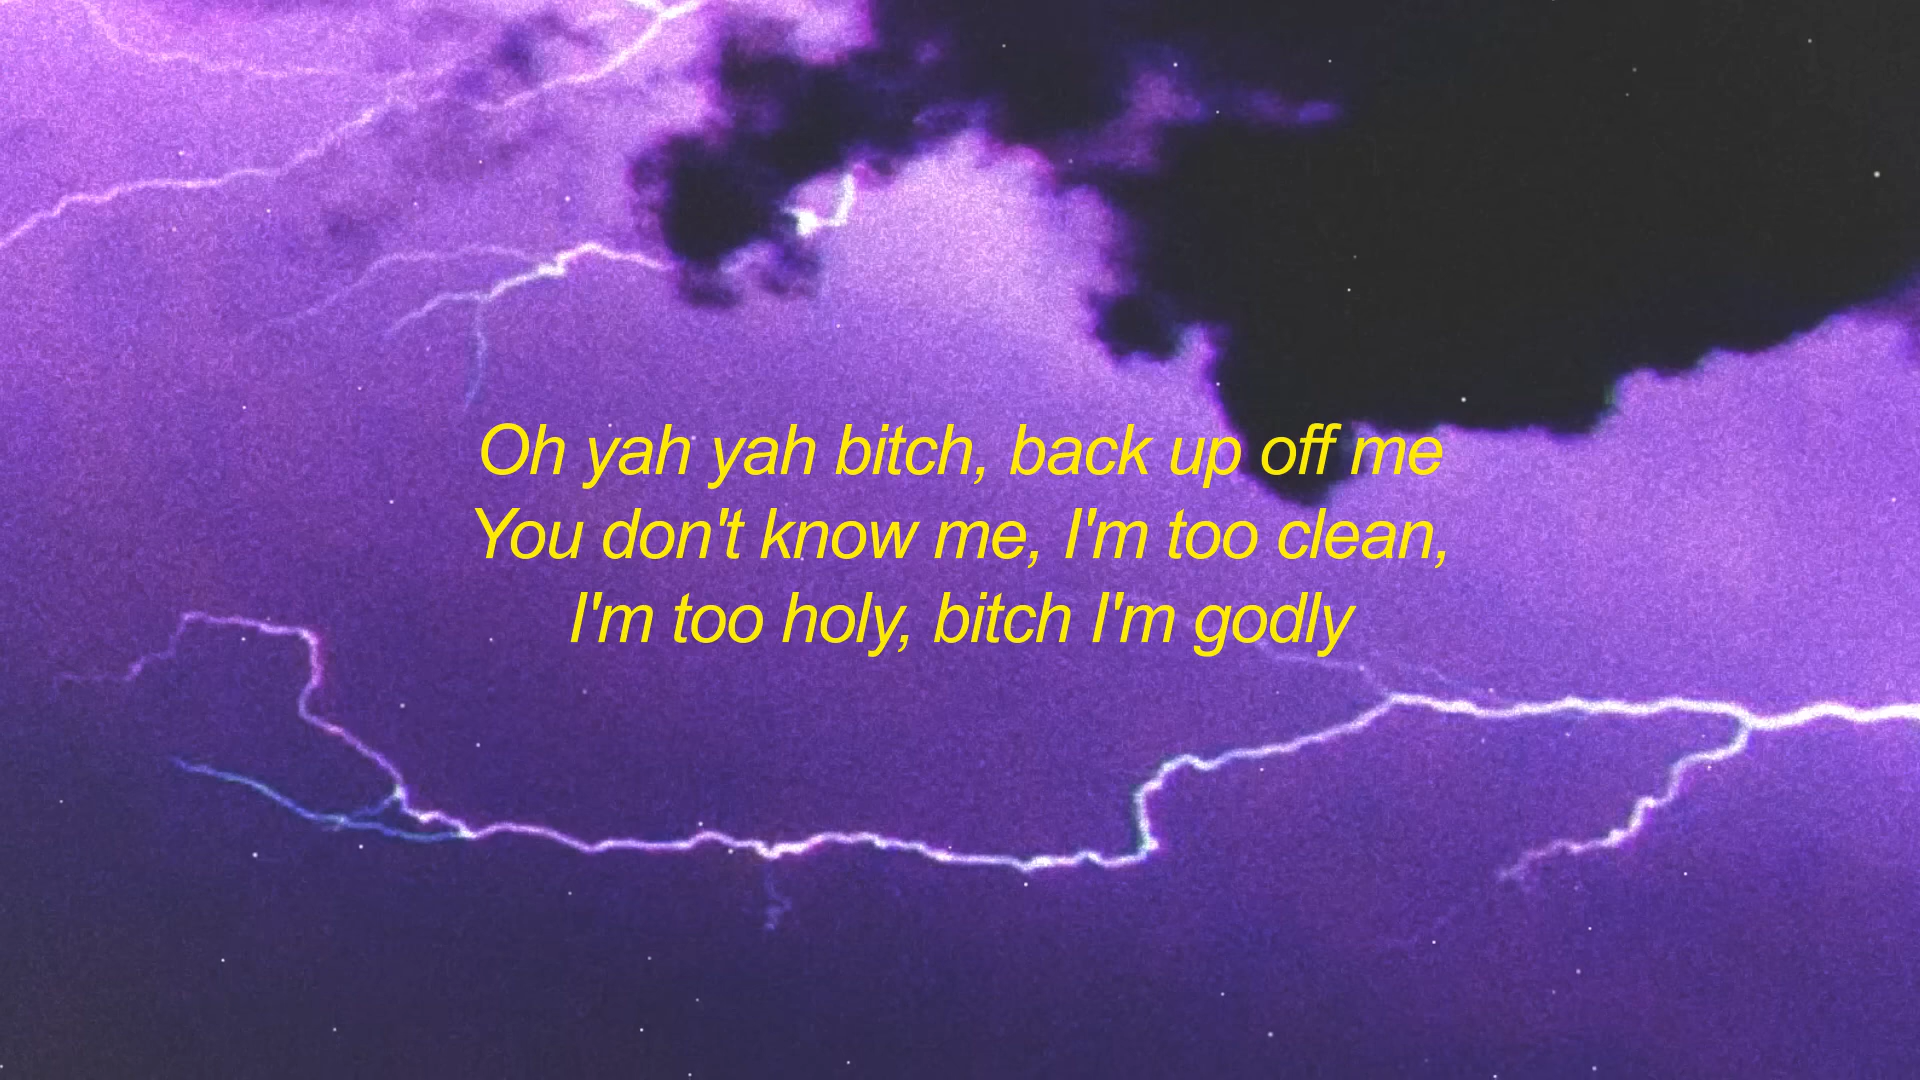 Oh yah yah bitch, back up off me
You don't know me, I'm too clean,
I'm too holy, bitch I'm godly